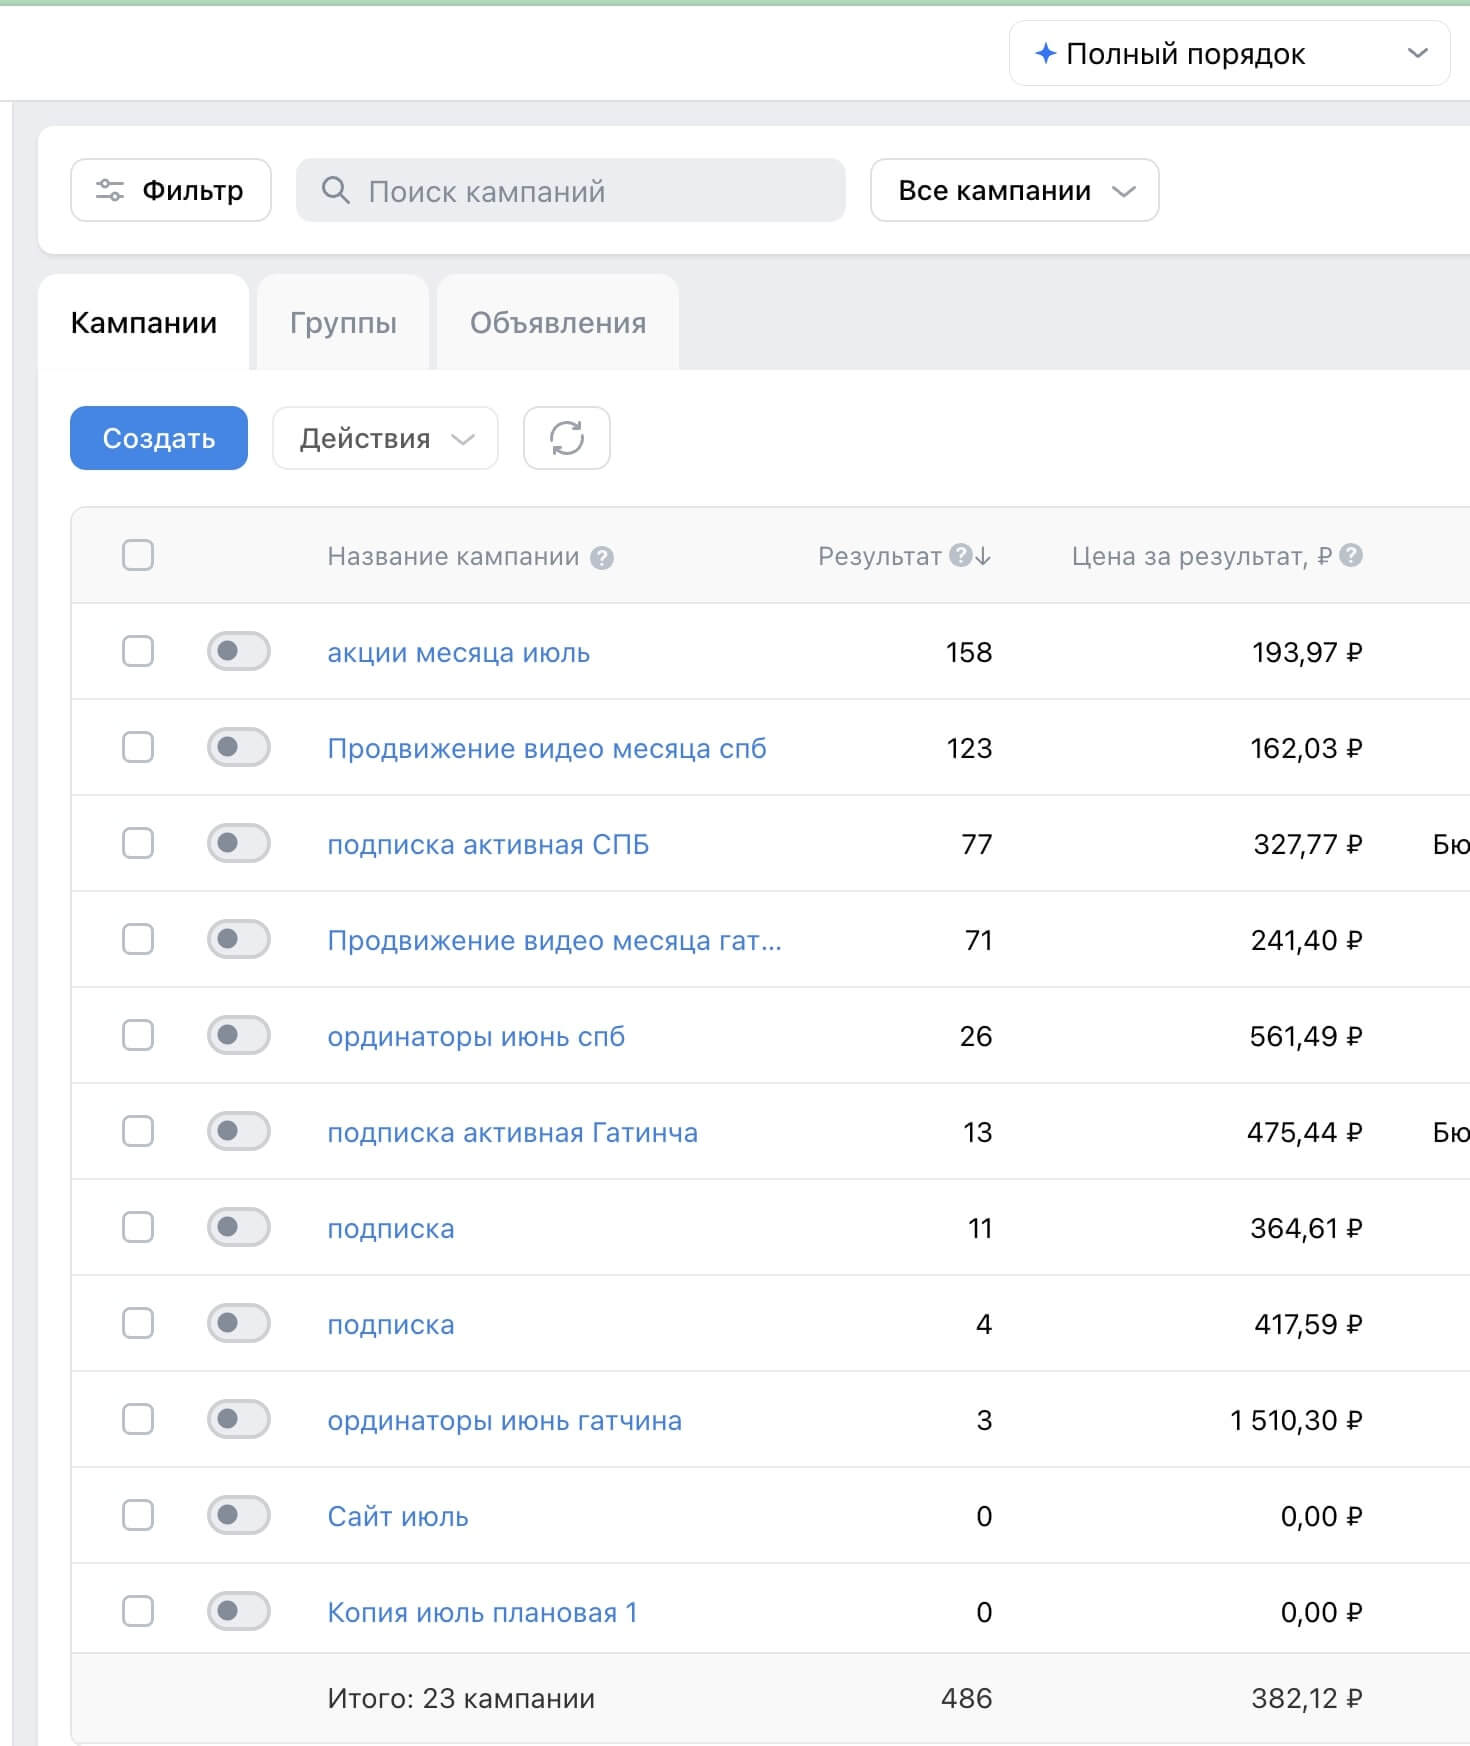 Полный порядок
Фильтр Поиск кампаний Все кампании
Кампании Группы Объявления
Создать Действия
Название кампании ? Результат ?↓ Цена за результат, ₽ ?
акции месяца июль 158 193,97 ₽
Продвижение видео месяца спб 123 162,03 ₽
подписка активная СПБ 77 327,77 ₽ Бю
Продвижение видео месяца гат... 71 241,40 ₽
ординаторы июнь спб 26 561,49 ₽
подписка активная Гатинча 13 475,44 ₽ Бю
подписка 11 364,61 ₽
подписка 4 417,59 ₽
ординаторы июнь гатчина 3 1 510,30 ₽
Сайт июль 0 0,00 ₽
Копия июль плановая 1 0 0,00 ₽
Итого: 23 кампании 486 382,12 ₽